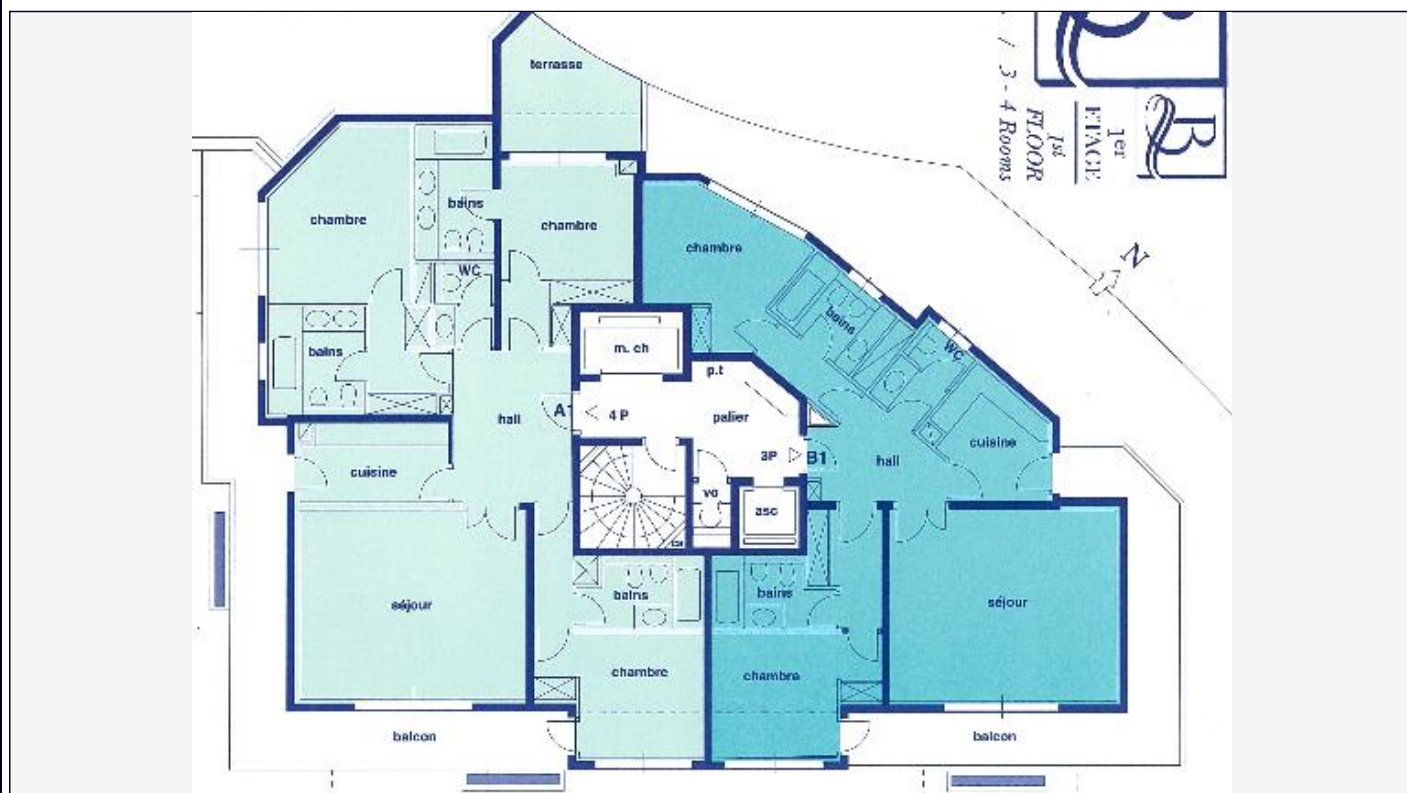 terrasse
1er
ETAGE
1st
FLOOR
/ 3 - 4 Rooms
N
chambre
bains
chambre
chambre
WC
bains
WC
bains
m. ch
p.t
hall
A1
4 P
palier
3P
B1
hall
cuisine
cuisine
vo
asc
séjour
bains
bains
séjour
chambre
chambre
balcon
balcon